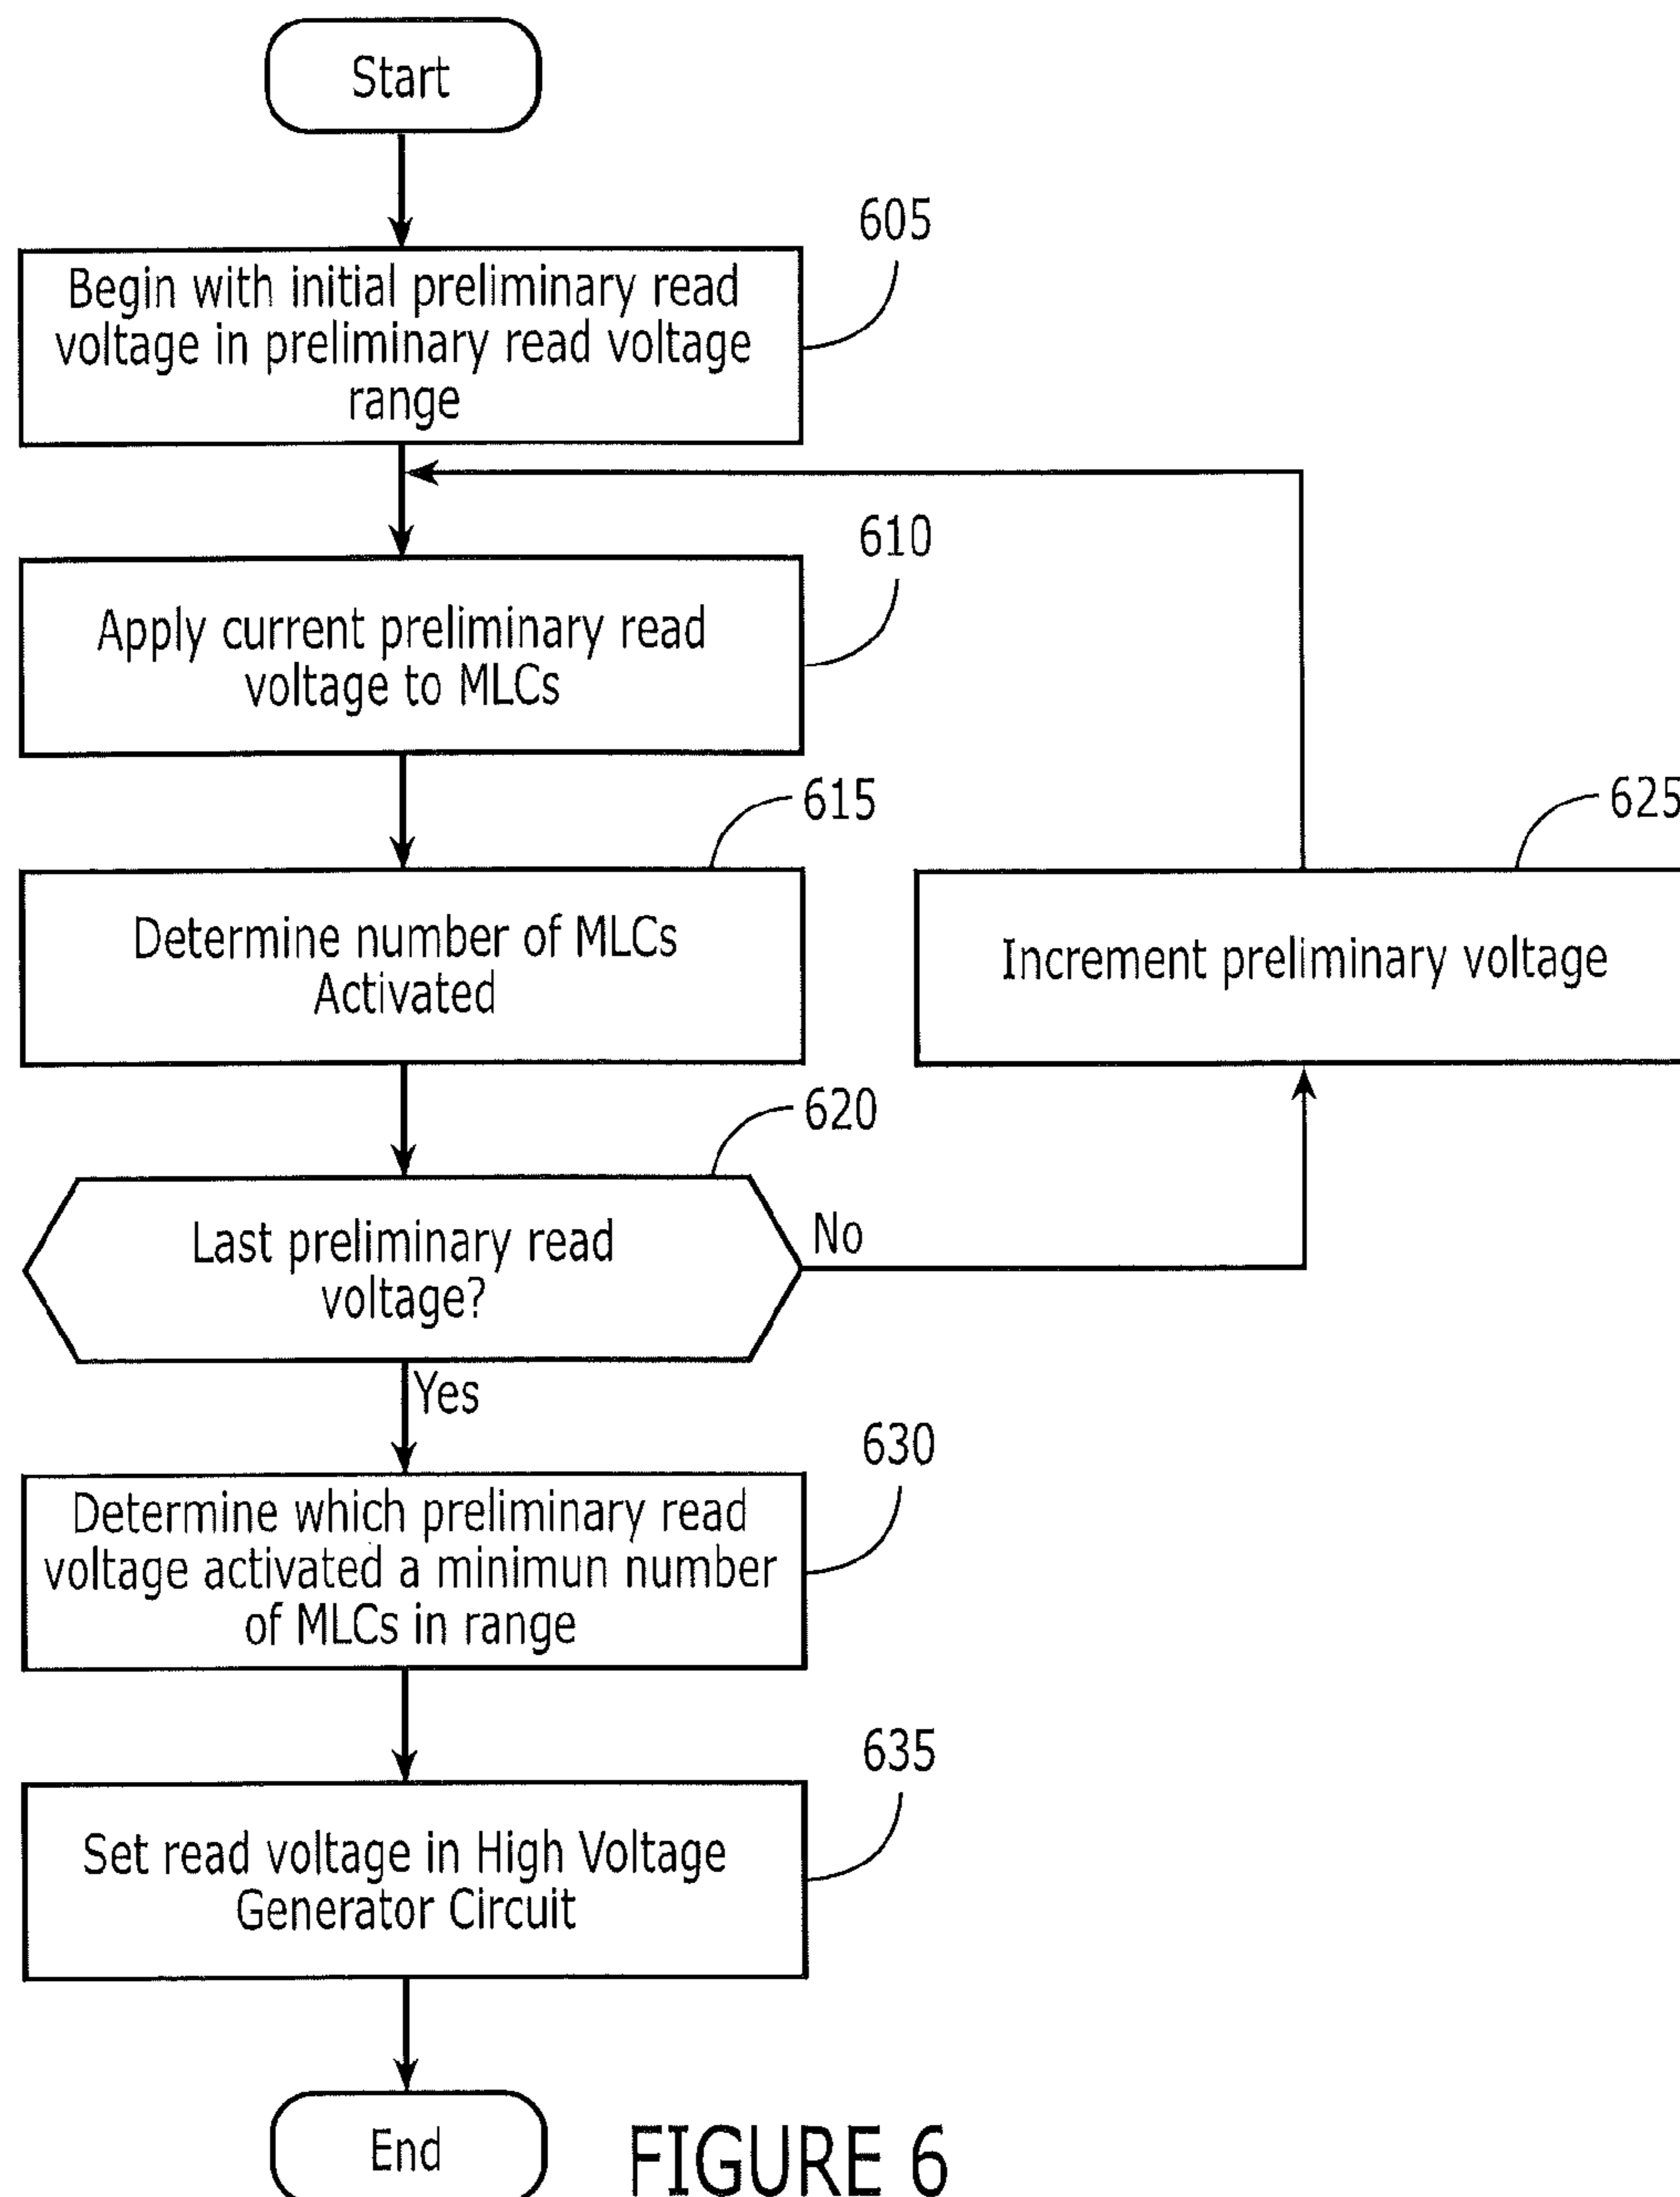 Start
605
Begin with initial preliminary read
voltage in preliminary read voltage
range
610
Apply current preliminary read
voltage to MLCs
615
Determine number of MLCs
Activated
625
Increment preliminary voltage
620
Last preliminary read
voltage?
No
Yes
630
Determine which preliminary read
voltage activated a minimun number
of MLCs in range
635
Set read voltage in High Voltage
Generator Circuit
End
FIGURE 6